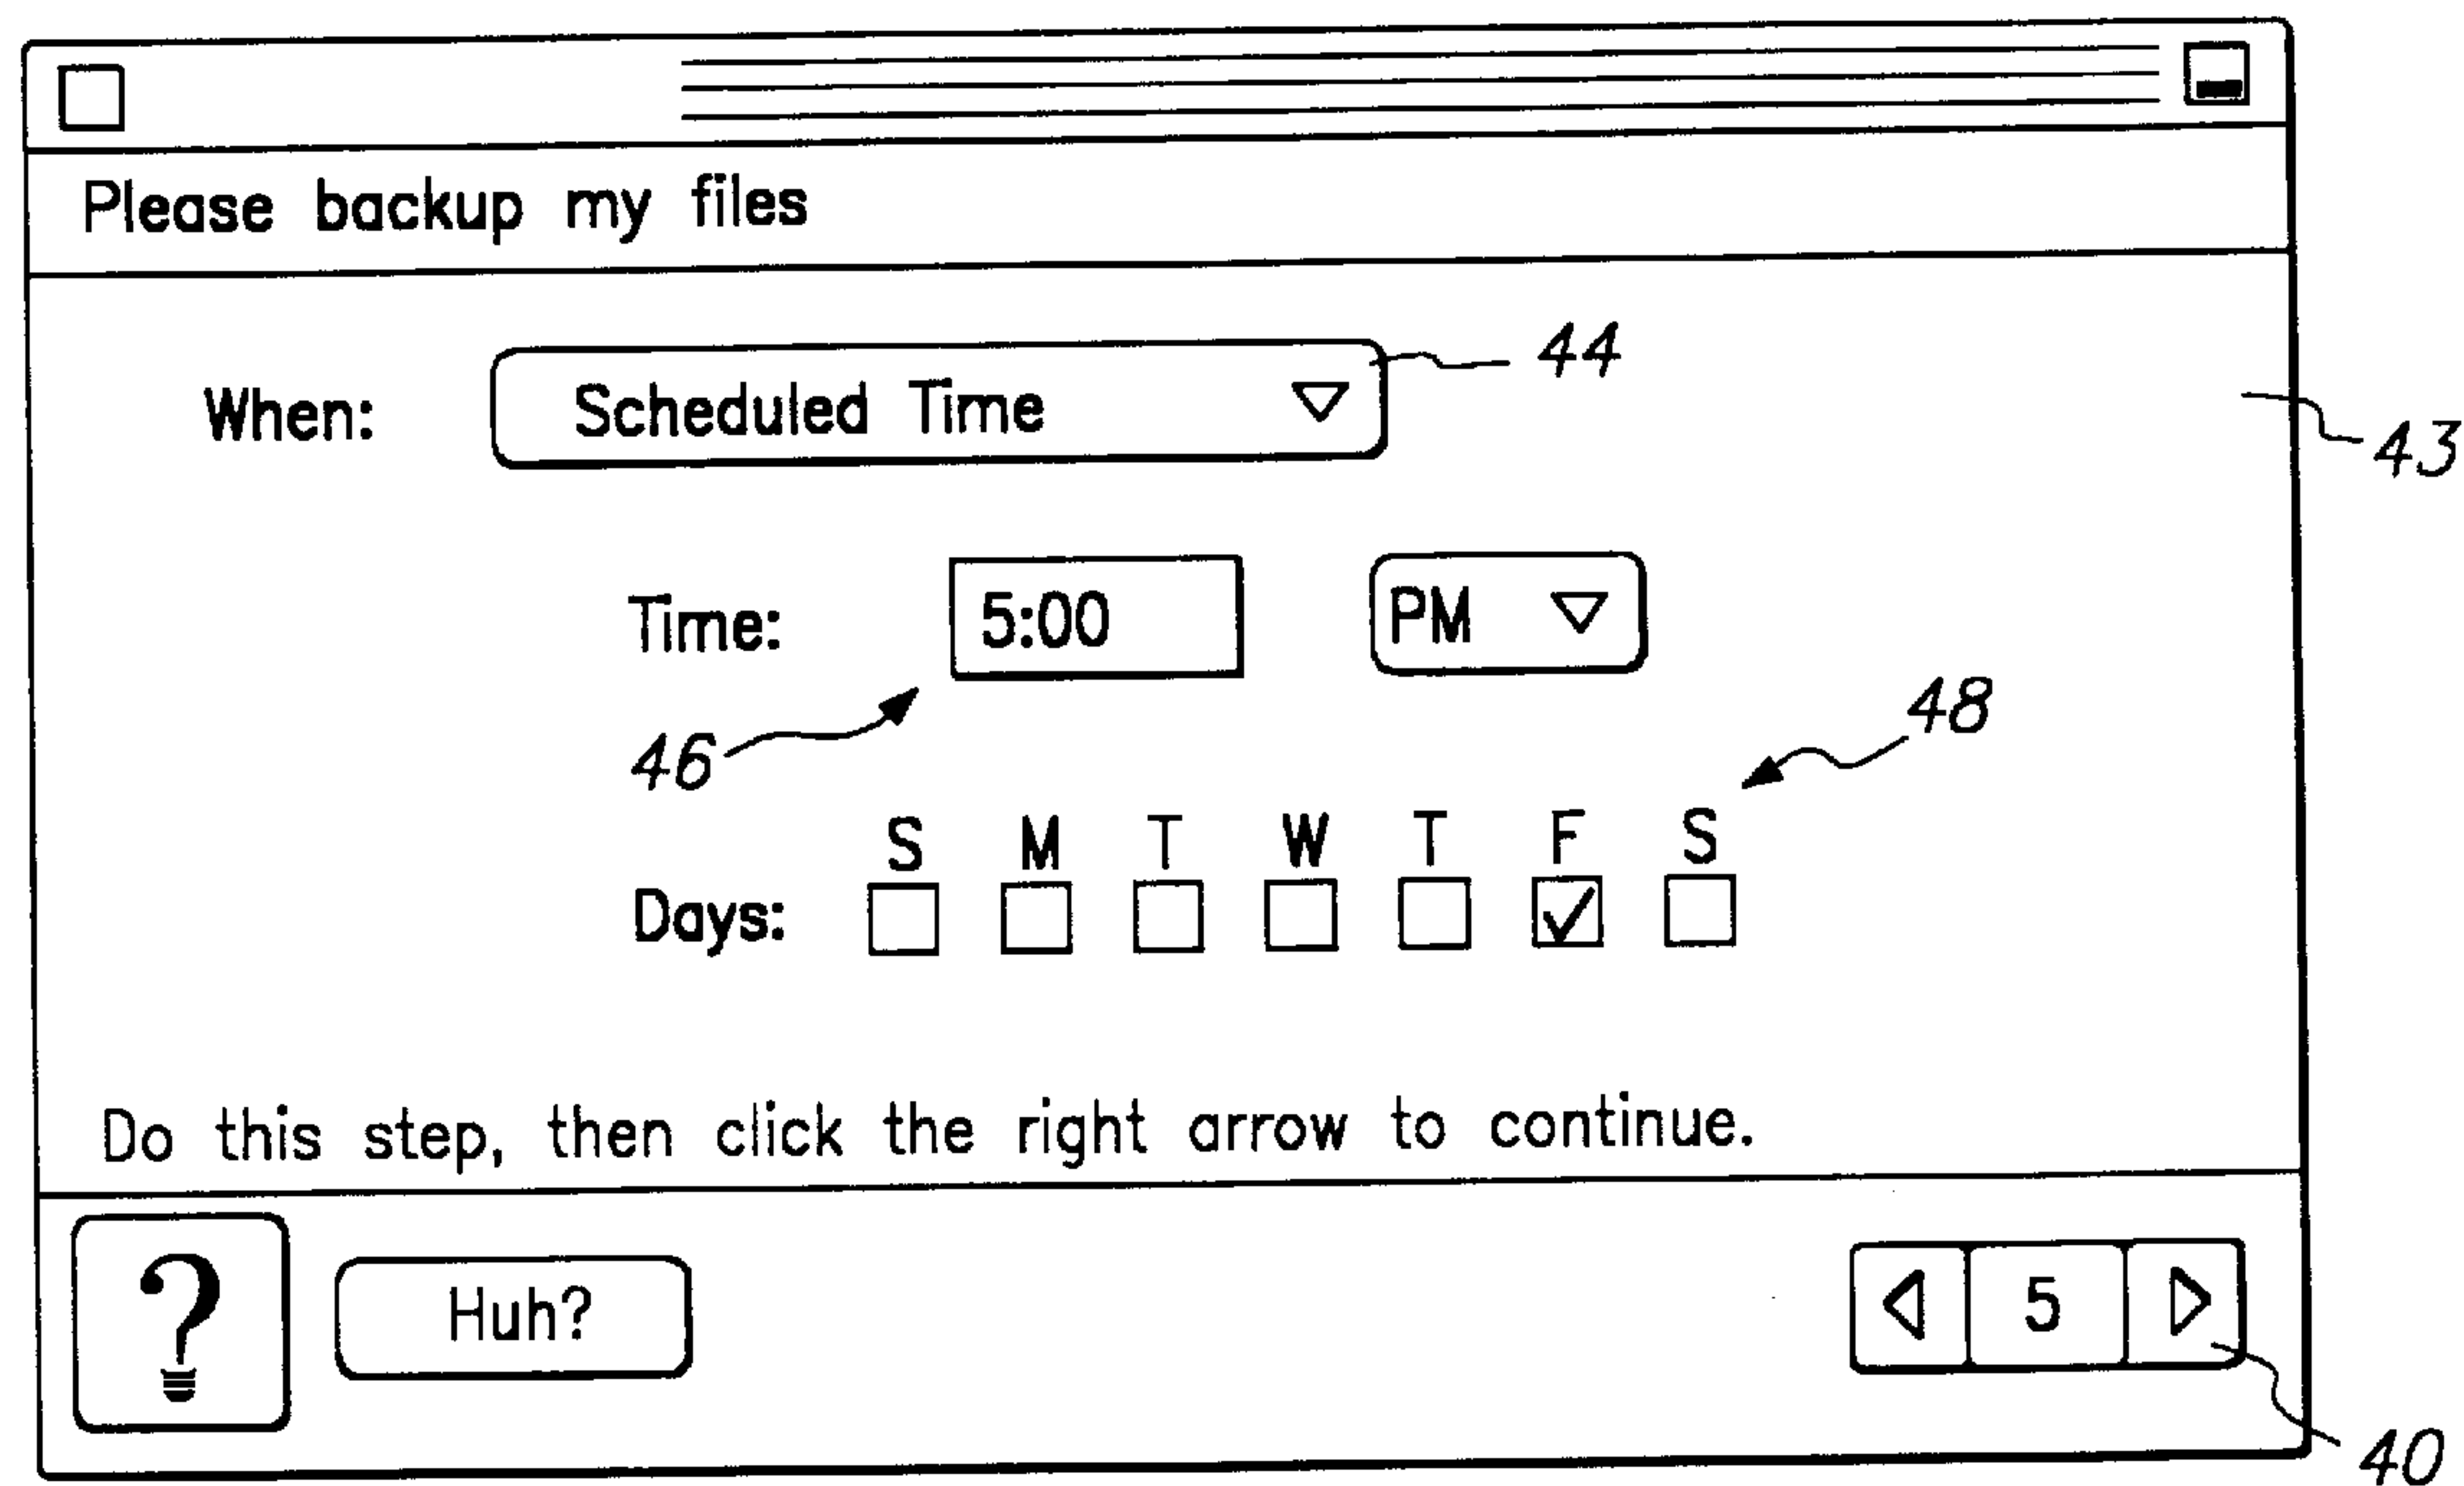 Please backup my files
When: Scheduled Time 44
43
Time: 5:00 PM
46 48
S M T W T F S
Days:
Do this step, then click the right arrow to continue.
? Huh? 5
40